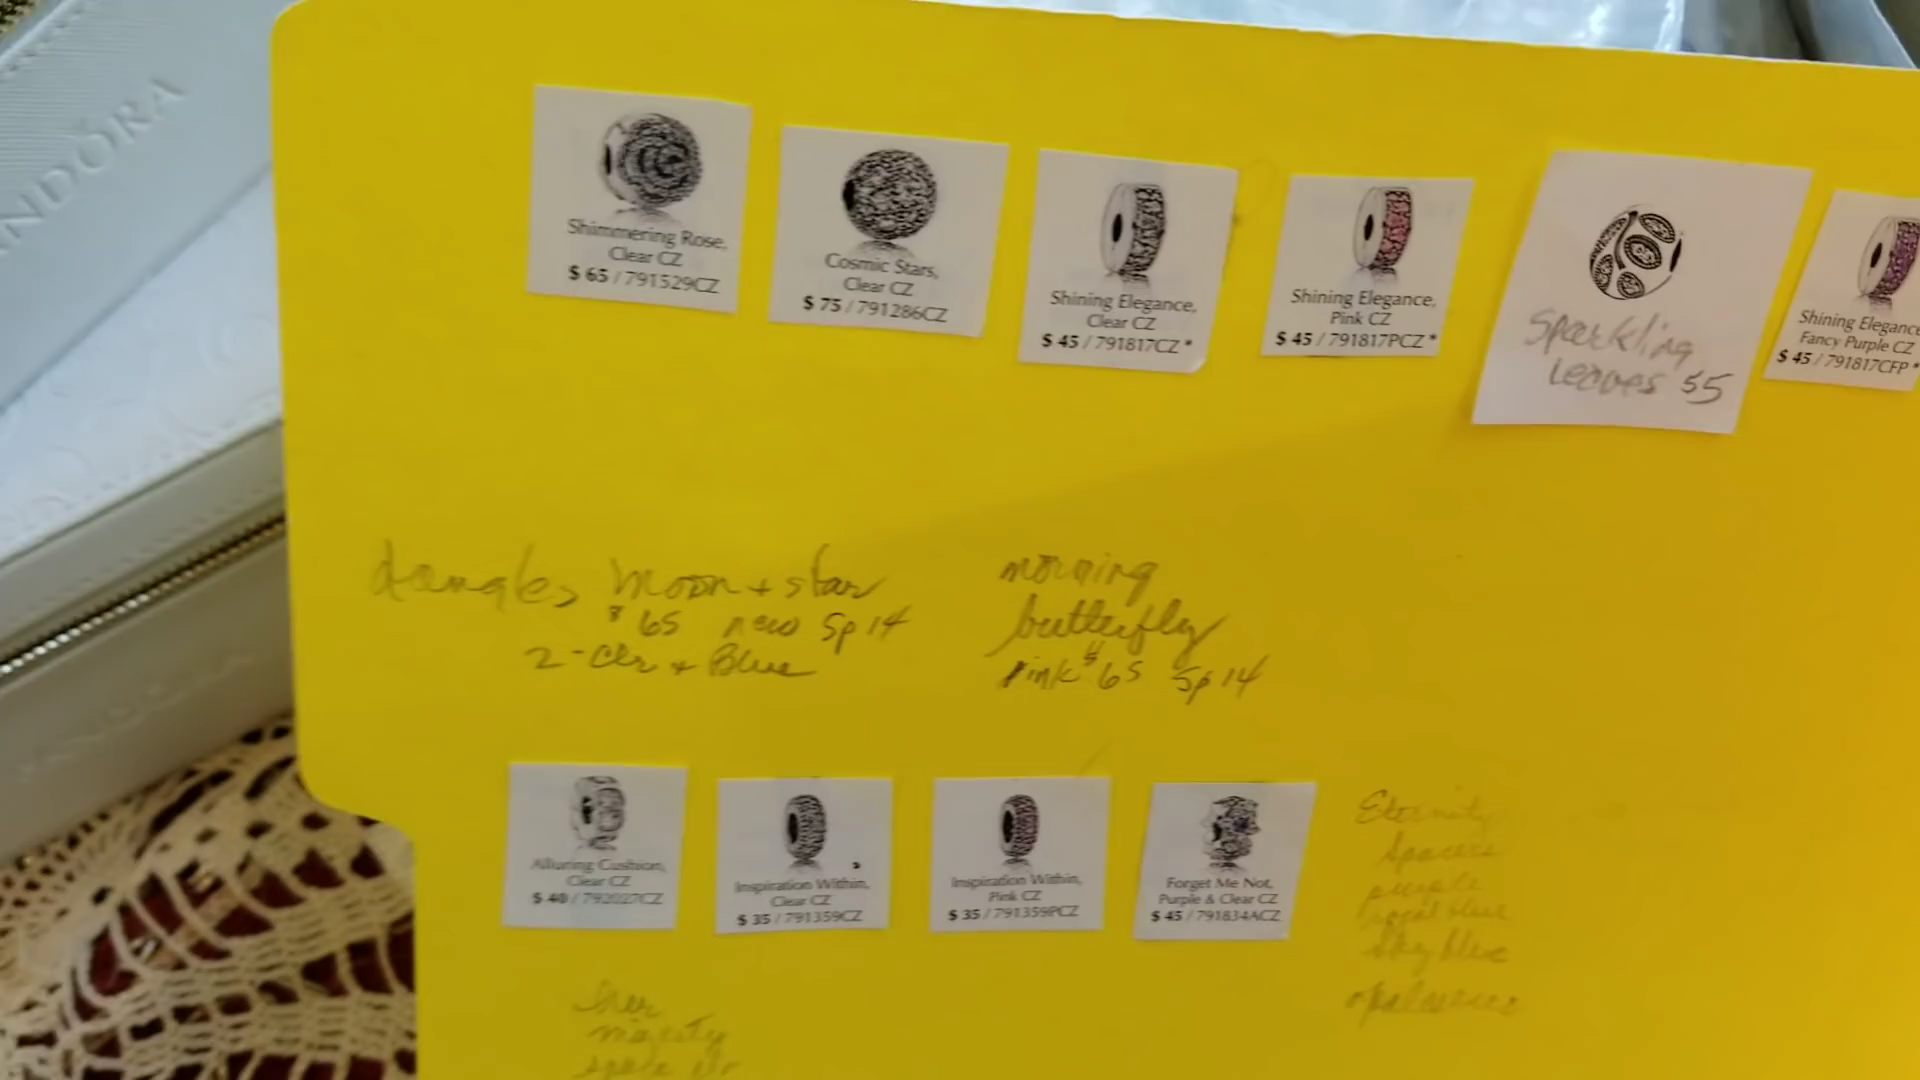 PANDORA
Shimmering Rose,
Clear CZ
$ 65 / 791529CZ
Cosmic Stars,
Clear CZ
$ 75 / 791286CZ
Shining Elegance,
Clear CZ
$ 45 / 791817CZ *
Shining Elegance,
Pink CZ
$ 45 / 791817PCZ *
Sparkling
Leaves 55
Shining Elegance
Fancy Purple CZ
$ 45 / 791817CFP *
dangles moon + star
$65 new Sp 14
2-Clr + Blue
morning
butterfly
Pink $65 Sp 14
Alluring Cushion,
Clear CZ
$ 40 / 792027CZ
Inspiration Within,
Clear CZ
$ 35 / 791359CZ
Inspiration Within,
Pink CZ
$ 35 / 791359PCZ
Forget Me Not,
Purple & Clear CZ
$ 45 / 791834ACZ
Eternity
Spacers
purple
royal blue
sky blue
opalescence
her
majesty
PANDORA